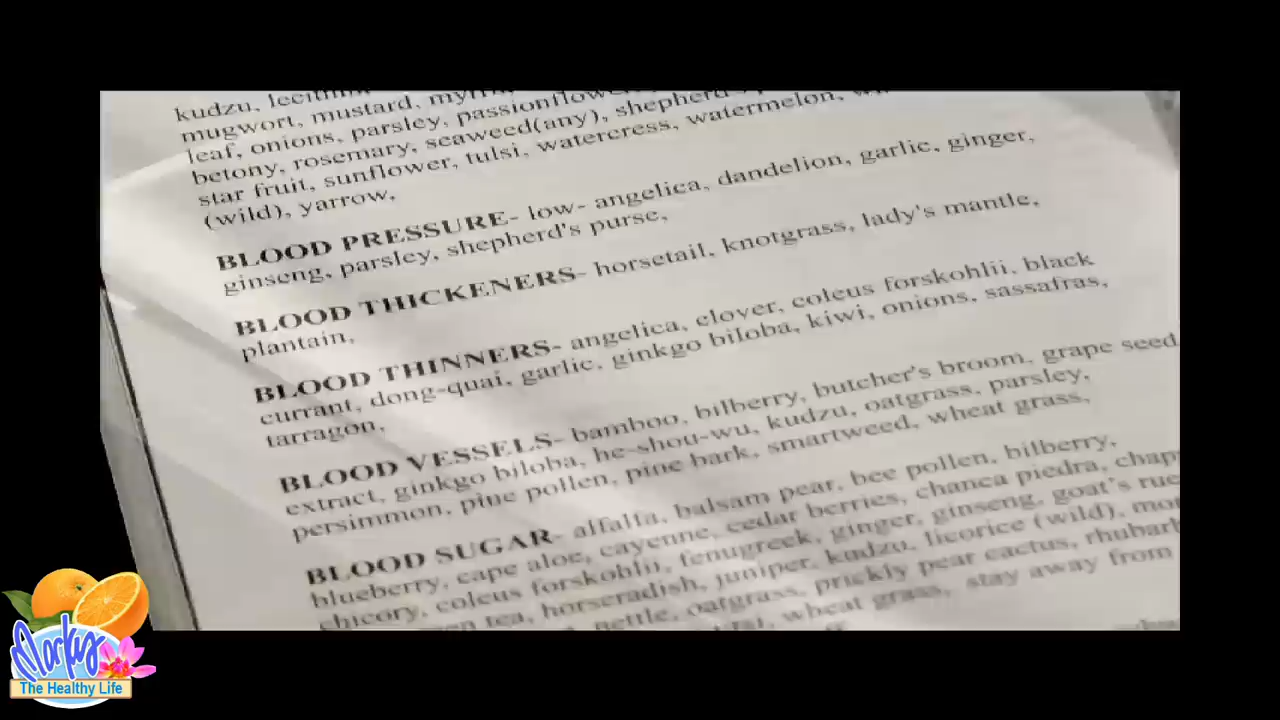 kudzu, lecithin
mugwort, mustard, myrrh
leaf, onions, parsley, passionflower
betony, rosemary, seaweed(any), shepherd's
star fruit, sunflower, tulsi, watercress, watermelon,
(wild), yarrow,
BLOOD PRESSURE- low- angelica, dandelion, garlic, ginger,
ginseng, parsley, shepherd's purse,
BLOOD THICKENERS- horsetail, knotgrass, lady's mantle,
plantain,
BLOOD THINNERS- angelica, clover, coleus forskohlii, black
currant, dong-quai, garlic, ginkgo biloba, kiwi, onions, sassafras,
tarragon,
BLOOD VESSELS- bamboo, bilberry, butcher's broom, grape seed
extract, ginkgo biloba, he-shou-wu, kudzu, oatgrass, parsley,
persimmon, pine pollen, pine bark, smartweed, wheat grass,
BLOOD SUGAR- alfalfa, balsam pear, bee pollen, bilberry,
blueberry, cape aloe, cayenne, cedar berries, chanca piedra, chap
chicory, coleus forskohlii, fenugreek, ginger, ginseng, goat's rue
tea, horseradish, juniper, kudzu, licorice (wild),
nettle, oatgrass, prickly pear cactus, rhubarb
wheat grass, stay away from
Marky
The Healthy Life